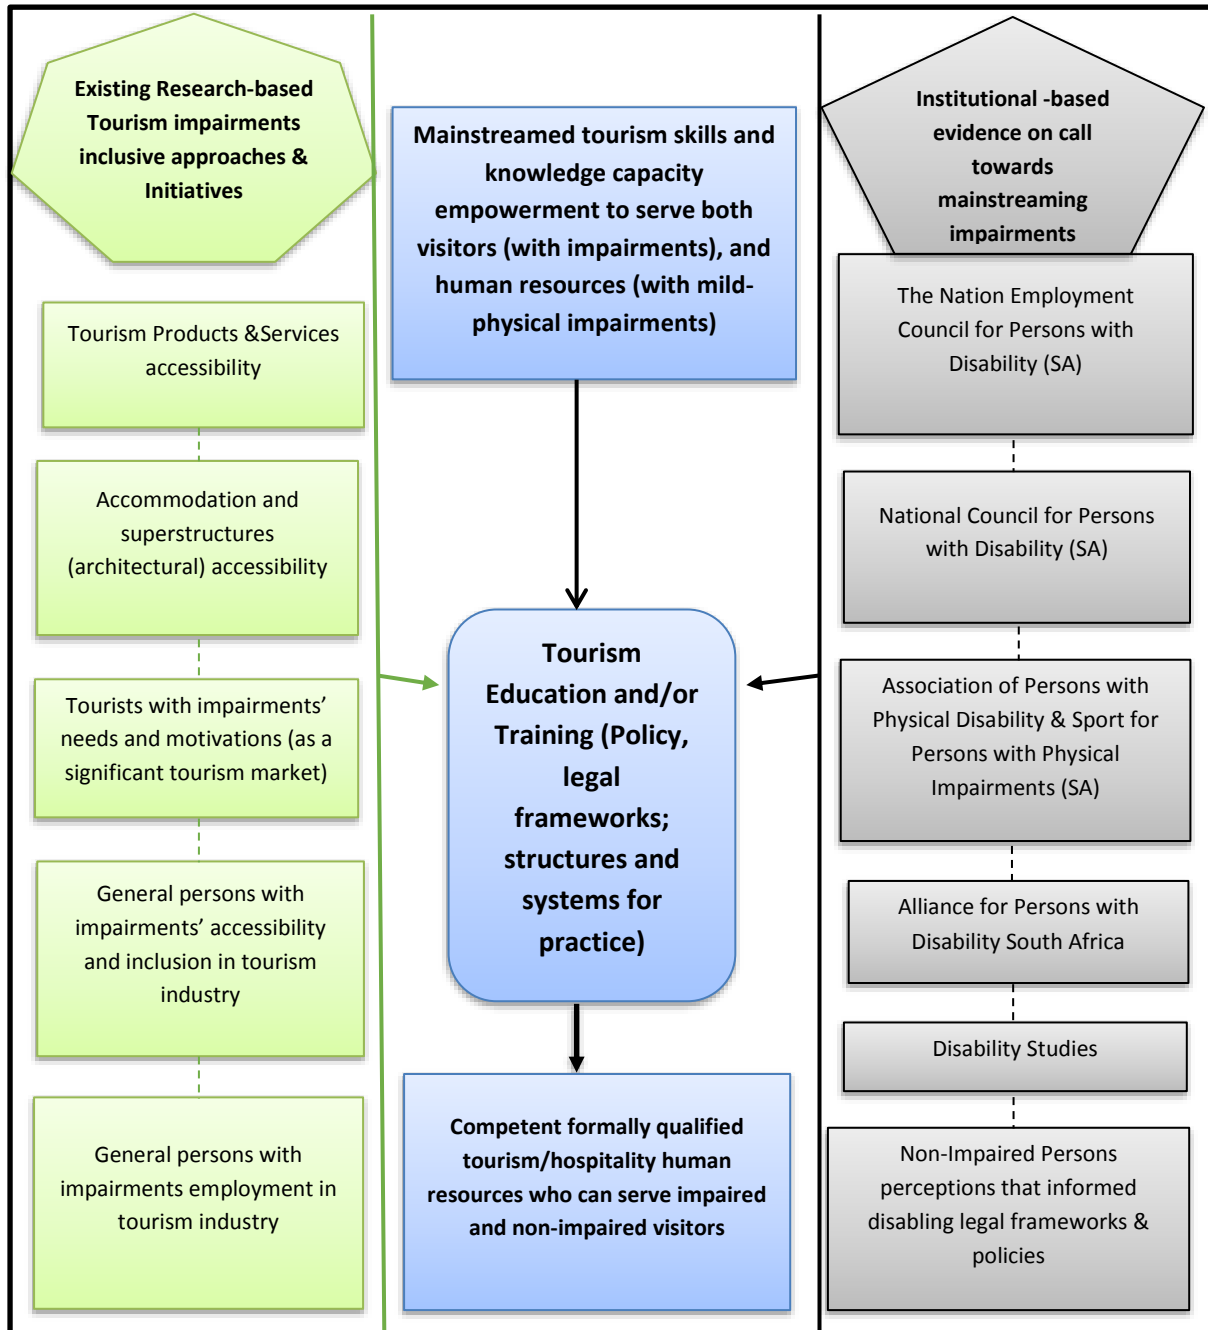 Existing Research-based
Tourism impairments
inclusive approaches &
Initiatives
Tourism Products &Services
accessibility
Accommodation and
superstructures
(architectural) accessibility
Tourists with impairments’
needs and motivations (as a
significant tourism market)
General persons with
impairments’ accessibility
and inclusion in tourism
industry
General persons with
impairments employment in
tourism industry
Mainstreamed tourism skills and
knowledge capacity
empowerment to serve both
visitors (with impairments), and
human resources (with mild-
physical impairments)
Tourism
Education and/or
Training (Policy,
legal
frameworks;
structures and
systems for
practice)
Competent formally qualified
tourism/hospitality human
resources who can serve impaired
and non-impaired visitors
Institutional -based
evidence on call
towards
mainstreaming
impairments
The Nation Employment
Council for Persons with
Disability (SA)
National Council for Persons
with Disability (SA)
Association of Persons with
Physical Disability & Sport for
Persons with Physical
Impairments (SA)
Alliance for Persons with
Disability South Africa
Disability Studies
Non-Impaired Persons
perceptions that informed
disabling legal frameworks &
policies